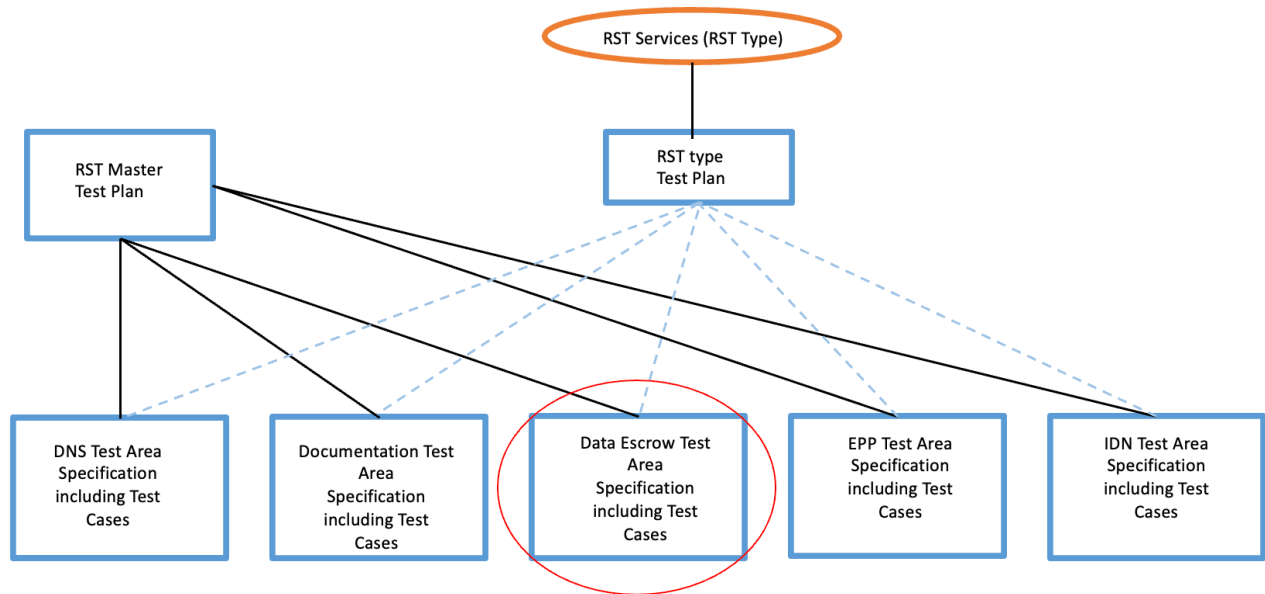 RST Services (RST Type)
RST Master
Test Plan
RST type
Test Plan
DNS Test Area
Specification
including Test
Cases
Documentation Test
Area
Specification
including Test
Cases
Data Escrow Test
Area
Specification
including Test
Cases
EPP Test Area
Specification
including Test
Cases
IDN Test Area
Specification
including Test
Cases